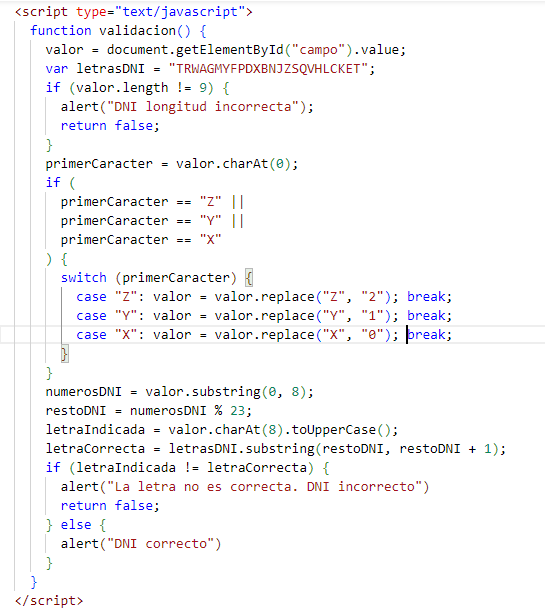 <script type="text/javascript">
function validacion() {
valor = document.getElementById("campo").value;
var letrasDNI = "TRWAGMYFPDXBNJZSQVHLCKET";
if (valor.length != 9) {
alert("DNI longitud incorrecta");
return false;
}
primerCaracter = valor.charAt(0);
if (
primerCaracter == "Z" ||
primerCaracter == "Y" ||
primerCaracter == "X"
) {
switch (primerCaracter) {
case "Z": valor = valor.replace("Z", "2"); break;
case "Y": valor = valor.replace("Y", "1"); break;
case "X": valor = valor.replace("X", "0"); break;
}
}
numerosDNI = valor.substring(0, 8);
restoDNI = numerosDNI % 23;
letraIndicada = valor.charAt(8).toUpperCase();
letraCorrecta = letrasDNI.substring(restoDNI, restoDNI + 1);
if (letraIndicada != letraCorrecta) {
alert("La letra no es correcta. DNI incorrecto")
return false;
} else {
alert("DNI correcto")
}
}
</script>